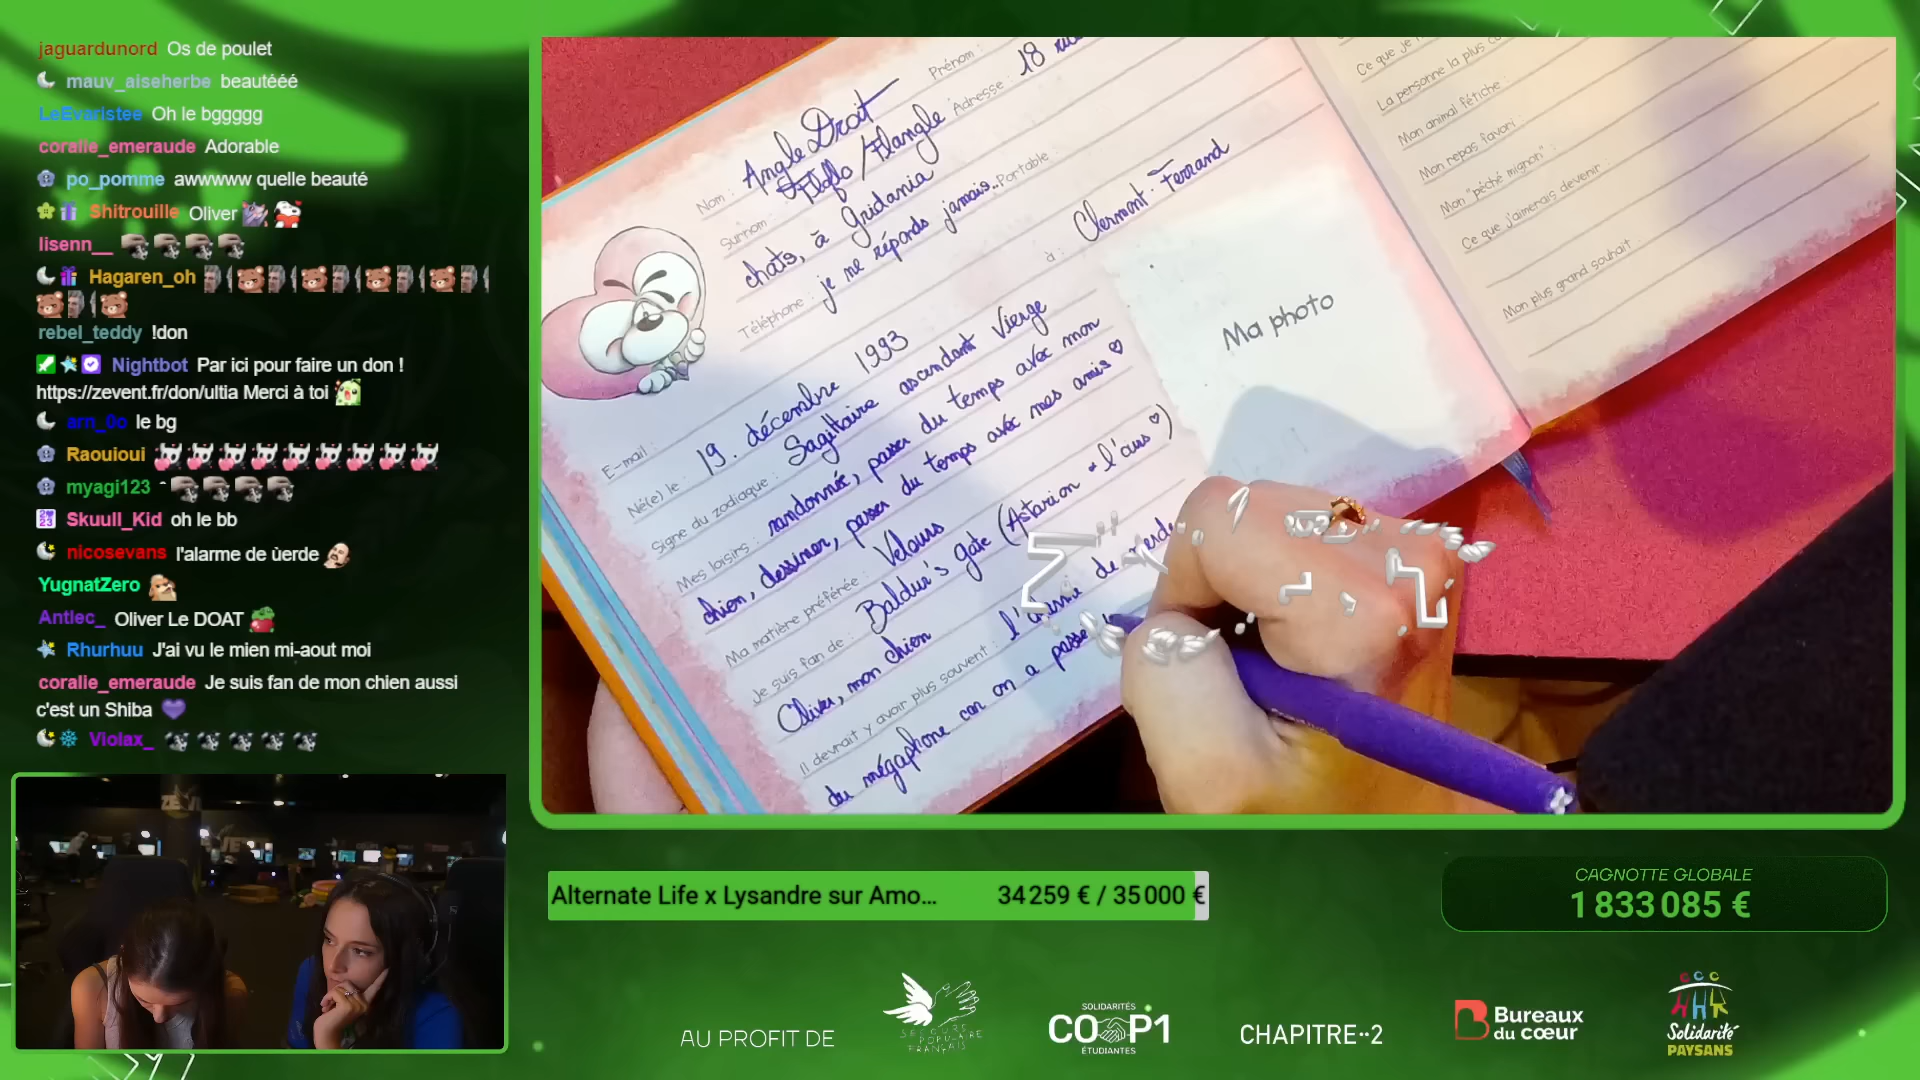 jaguardunord Os de poulet
mauv_aiseherbe beautééé
LeEvaristee Oh le bggggg
coralie_emeraude Adorable
po_pomme awwwww quelle beauté
Shitrouille Oliver
lisenn__
Hagaren_oh
rebel_teddy !don
Nightbot Par ici pour faire un don !
https://zevent.fr/don/ultia Merci à toi
arn_0o le bg
Raouioui
myagi123 ^
Skuull_Kid oh le bb
nicosevans l'alarme de ùerde
YugnatZero
Antlec_ Oliver Le DOAT
Rhurhuu J'ai vu le mien mi-aout moi
coralie_emeraude Je suis fan de mon chien aussi
c'est un Shiba
Violax_
Nom : Angle Droit
Prénom :
Surnom : Floflo / Flangle
Adresse : 18 rue
chats, à Gridania
Téléphone : je ne réponds jamais..
Portable :
E-mail :
Né(e) le : 19. décembre 1993
à : Clermont-Ferrand
Signe du zodiaque : Sagittaire ascendant Vierge
Mes loisirs : randonnée, passer du temps avec mon
chien, dessiner, passer du temps avec mes amis ♡
Ma matière préférée : Velours
Je suis fan de : Baldur's Gate (Astarion + l'ours ♡)
Oliver, mon chien
Il devrait y avoir plus souvent : l'alarme de merde
du mégaphone car on a passé
Ma photo
Ce que je
La personne la plus
Mon animal fétiche :
Mon repas favori :
Mon "péché mignon" :
Ce que j'aimerais devenir :
Mon plus grand souhait :
Alternate Life x Lysandre sur Amo... 34 259 € / 35 000 €
CAGNOTTE GLOBALE
1 833 085 €
AU PROFIT DE
SECOURS
POPULAIRE
FRANÇAIS
SOLIDARITÉS
COP1
ÉTUDIANTES
CHAPITRE··2
Bureaux
du cœur
Solidarité
PAYSANS